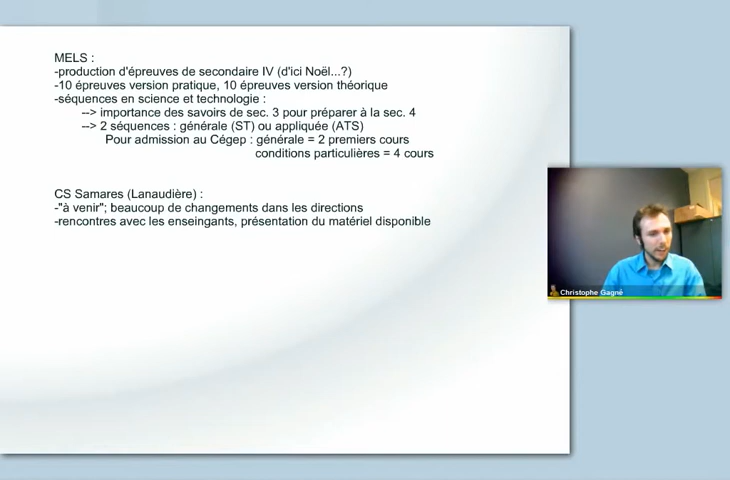 MELS :
-production d'épreuves de secondaire IV (d'ici Noël...?)
-10 épreuves version pratique, 10 épreuves version théorique
-séquences en science et technologie :
--> importance des savoirs de sec. 3 pour préparer à la sec. 4
--> 2 séquences : générale (ST) ou appliquée (ATS)
Pour admission au Cégep : générale = 2 premiers cours
conditions particulières = 4 cours
CS Samares (Lanaudière) :
-"à venir"; beaucoup de changements dans les directions
-rencontres avec les enseingants, présentation du matériel disponible
Christophe Gagné